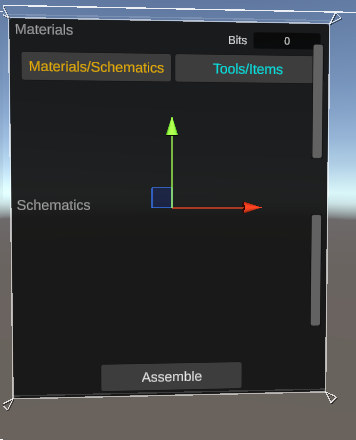 Materials
Bits 0
Materials/Schematics Tools/Items
Schematics
Assemble